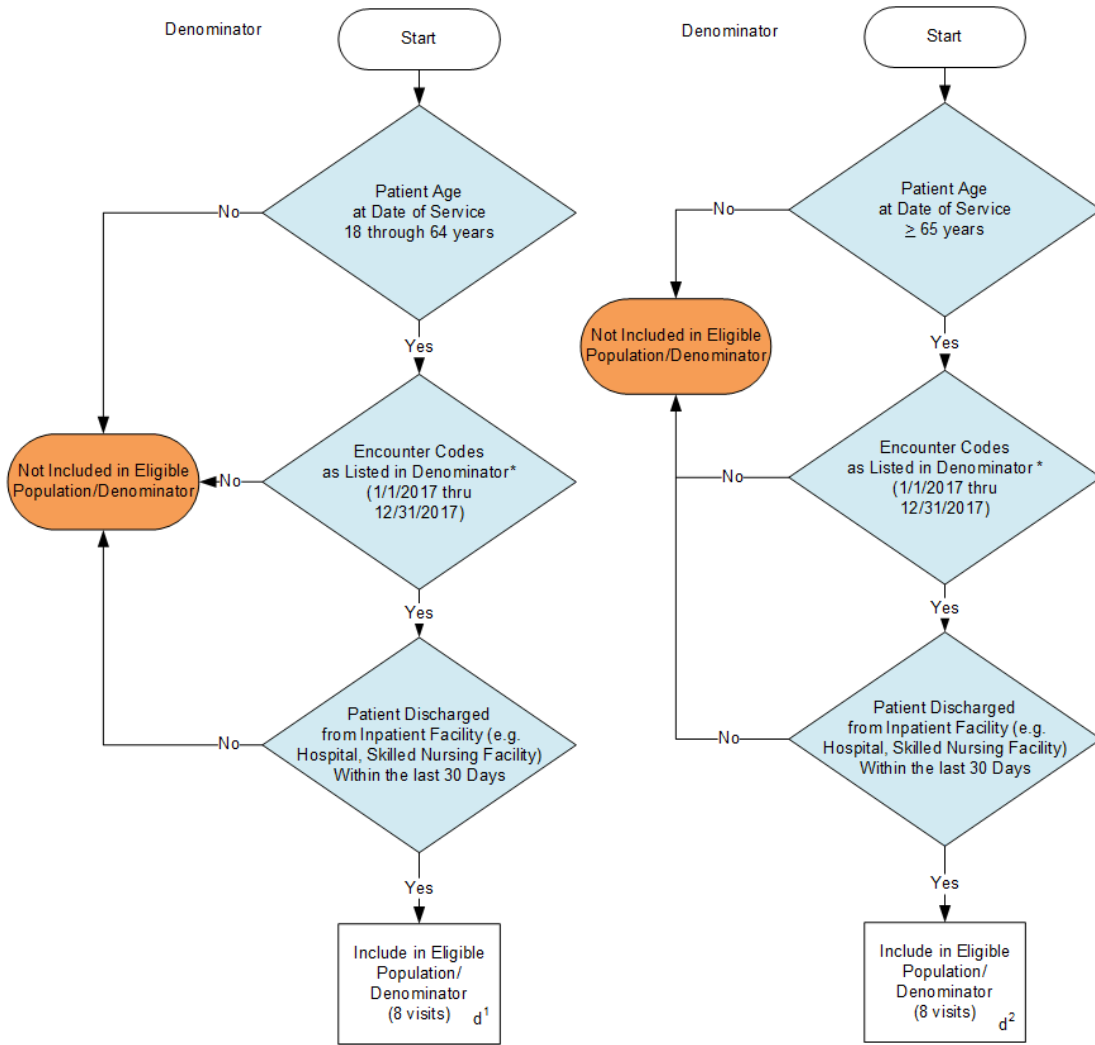 Denominator
Start
Patient Age
at Date of Service
18 through 64 years
No
Yes
Encounter Codes
as Listed in Denominator*
(1/1/2017 thru
12/31/2017)
No
Not Included in Eligible
Population/Denominator
Yes
Patient Discharged
from Inpatient Facility (e.g.
Hospital, Skilled Nursing Facility)
Within the last 30 Days
No
Yes
Include in Eligible
Population/
Denominator
(8 visits)
d¹
Denominator
Start
Patient Age
at Date of Service
≥ 65 years
No
Not Included in Eligible
Population/Denominator
Yes
Encounter Codes
as Listed in Denominator *
(1/1/2017 thru
12/31/2017)
No
Yes
Patient Discharged
from Inpatient Facility (e.g.
Hospital, Skilled Nursing Facility)
Within the last 30 Days
No
Yes
Include in Eligible
Population/
Denominator
(8 visits)
d²